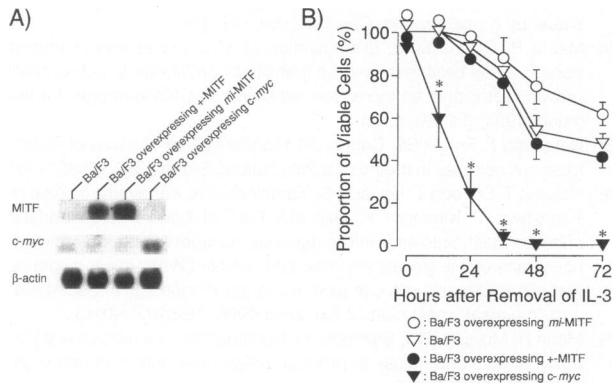 A)
Ba/F3
Ba/F3 overexpressing +-MITF
Ba/F3 overexpressing mi-MITF
Ba/F3 overexpressing c-myc
MITF
c-myc
β-actin
B)
Proportion of Viable Cells (%)
100
80
60
40
20
0
*
*
*
*
*
0
24
48
72
Hours after Removal of IL-3
: Ba/F3 overexpressing mi-MITF
: Ba/F3
: Ba/F3 overexpressing +-MITF
: Ba/F3 overexpressing c-myc